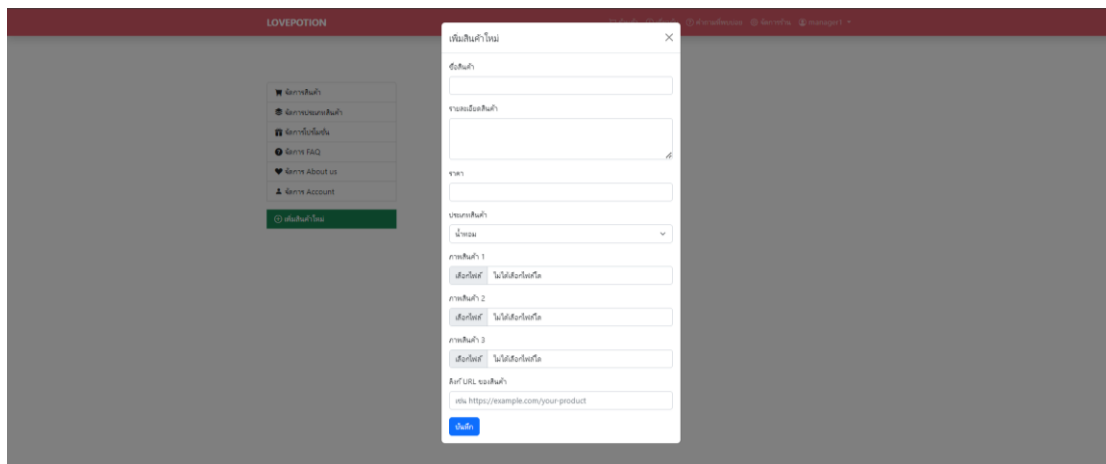 LOVEPOTION
manager1
เพิ่มสินค้าใหม่
ชื่อสินค้า
รายละเอียดสินค้า
ราคา
ประเภทสินค้า
น้ำหอม
ภาพสินค้า 1
เลือกไฟล์ ไม่ได้เลือกไฟล์ใด
ภาพสินค้า 2
เลือกไฟล์ ไม่ได้เลือกไฟล์ใด
ภาพสินค้า 3
เลือกไฟล์ ไม่ได้เลือกไฟล์ใด
ลิงก์ URL ของสินค้า
เช่น https://example.com/your-product
บันทึก
จัดการสินค้า
จัดการประเภทสินค้า
จัดการโปรโมชั่น
จัดการ FAQ
จัดการ About us
จัดการ Account
เพิ่มสินค้าใหม่